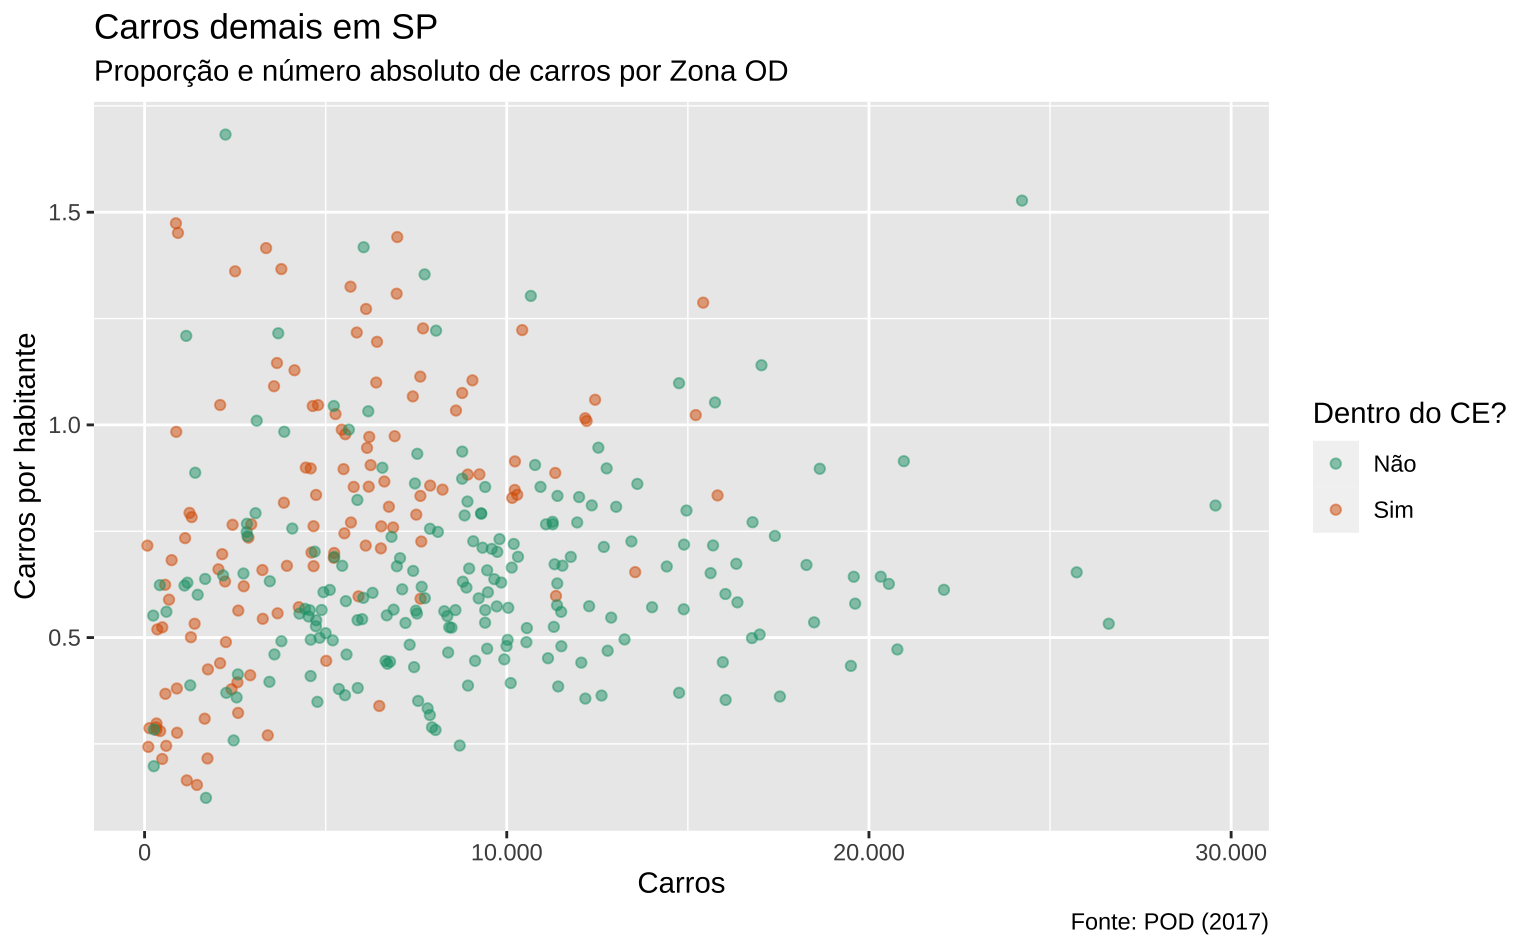 Carros demais em SP
Proporção e número absoluto de carros por Zona OD
Carros por habitante
1.5
1.0
0.5
0
10.000
20.000
30.000
Carros
Dentro do CE?
Não
Sim
Fonte: POD (2017)